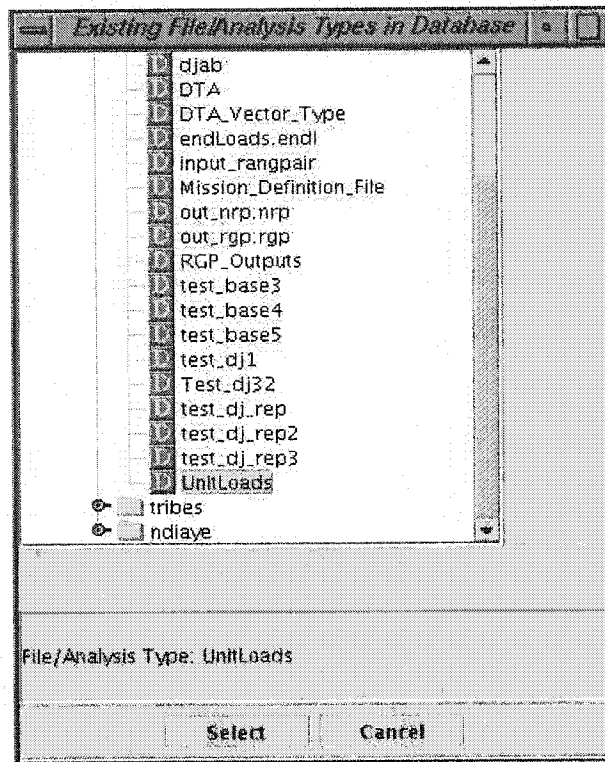 Existing File/Analysis Types in Database
D djab
D DTA
D DTA_Vector_Type
D endLoads.endl
D input_rangpair
D Mission_Definition_File
D out_nrp.nrp
D out_rgp.rgp
D RGP_Outputs
D test_base3
D test_base4
D test_base5
D test_dj1
D Test_dj32
D test_dj_rep
D test_dj_rep2
D test_dj_rep3
D UnitLoads
tribes
ndiaye
File/Analysis Type: UnitLoads
Select Cancel